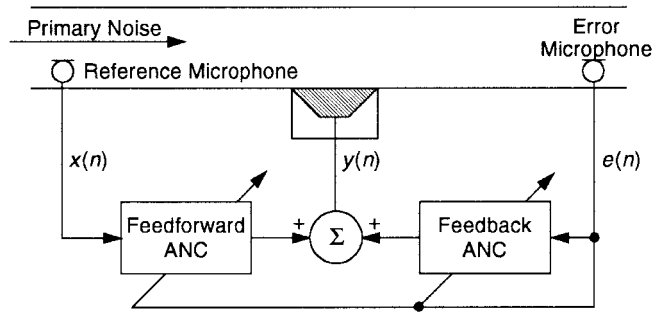 Primary Noise
Error
Microphone
Reference Microphone
x(n)
y(n)
e(n)
Feedforward
ANC
+
Σ
+
Feedback
ANC